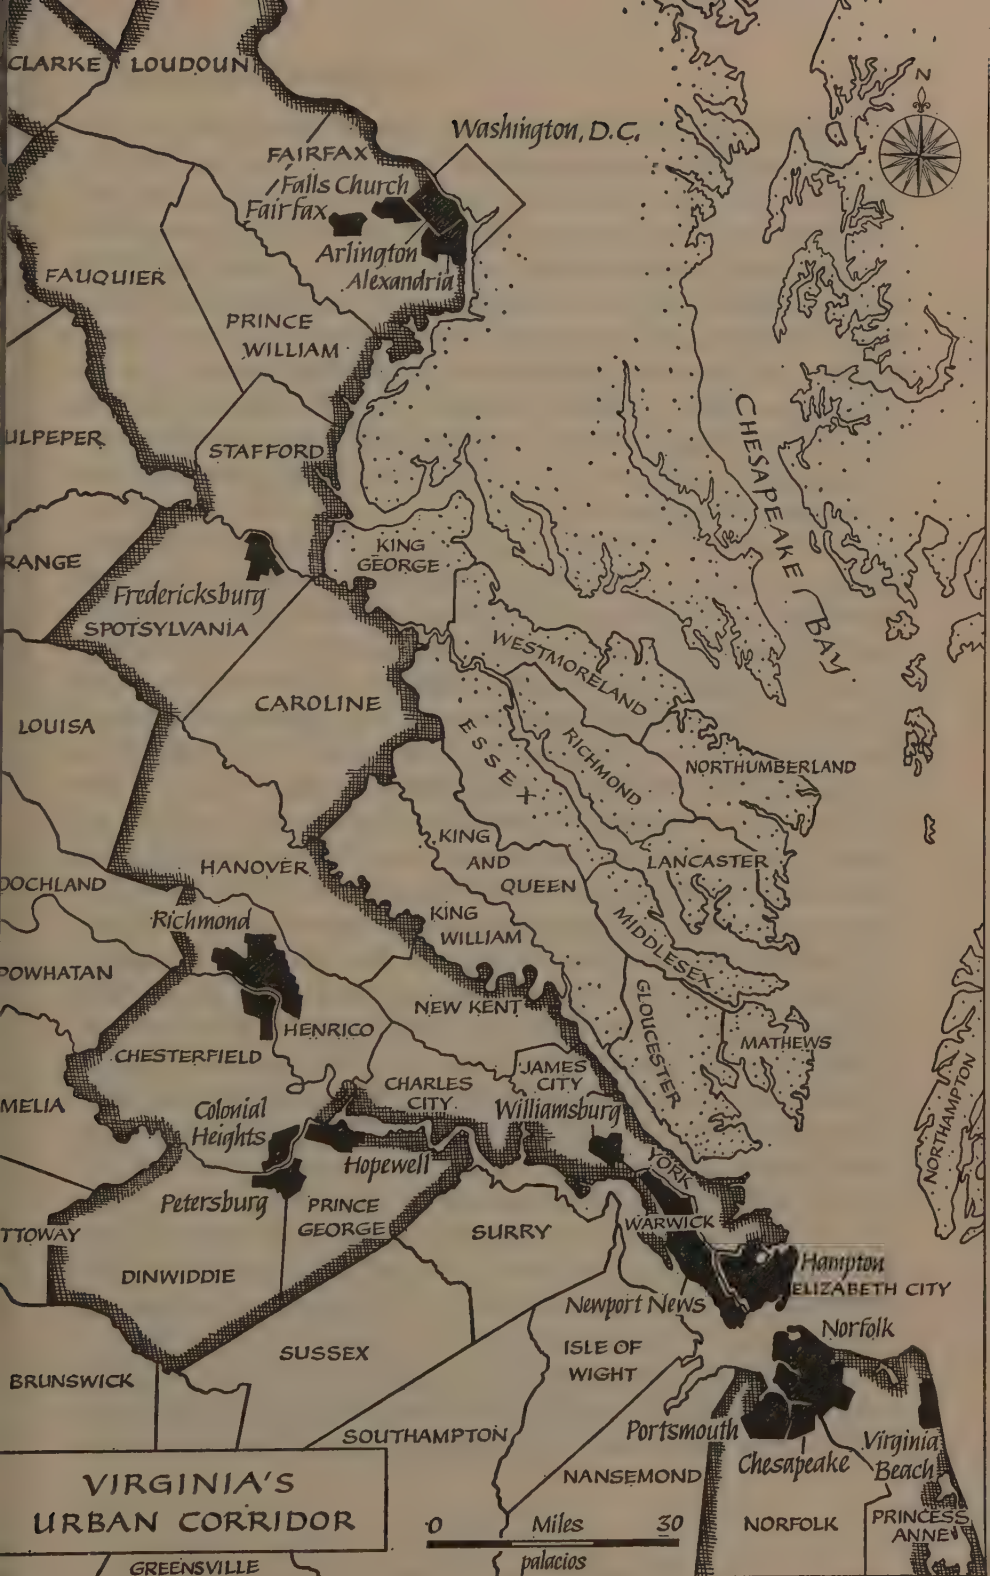 N
CLARKE
LOUDOUN
Washington, D.C.
FAIRFAX
Falls Church
Fairfax
Arlington
Alexandria
FAUQUIER
PRINCE
WILLIAM
ULPEPER
STAFFORD
CHESAPEAKE BAY
RANGE
KING
GEORGE
Fredericksburg
SPOTSYLVANIA
WESTMORELAND
CAROLINE
LOUISA
ESSEX
RICHMOND
NORTHUMBERLAND
KING
AND
QUEEN
LANCASTER
HANOVER
OOCHLAND
Richmond
KING
WILLIAM
MIDDLESEX
POWHATAN
NEW KENT
GLOUCESTER
HENRICO
MATHEWS
CHESTERFIELD
JAMES
CITY
CHARLES
CITY
MELIA
Colonial
Heights
Williamsburg
NORTHAMPTON
Hopewell
YORK
Petersburg
PRINCE
GEORGE
SURRY
WARWICK
TTOWAY
DINWIDDIE
Hampton
ELIZABETH CITY
Newport News
Norfolk
SUSSEX
ISLE OF
WIGHT
BRUNSWICK
SOUTHAMPTON
Portsmouth
Chesapeake
Virginia
Beach
NANSEMOND
VIRGINIA'S
URBAN CORRIDOR
NORFOLK
PRINCESS
ANNE
0 Miles 30
palacios
GREENSVILLE